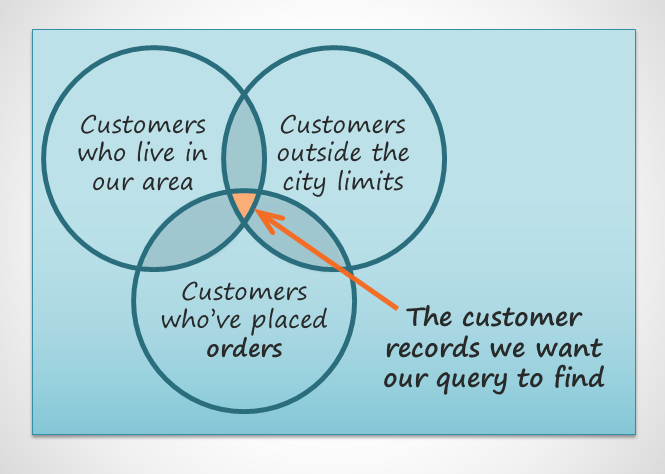 Customers
who live in
our area
Customers
outside the
city limits
Customers
who've placed
orders
The customer
records we want
our query to find